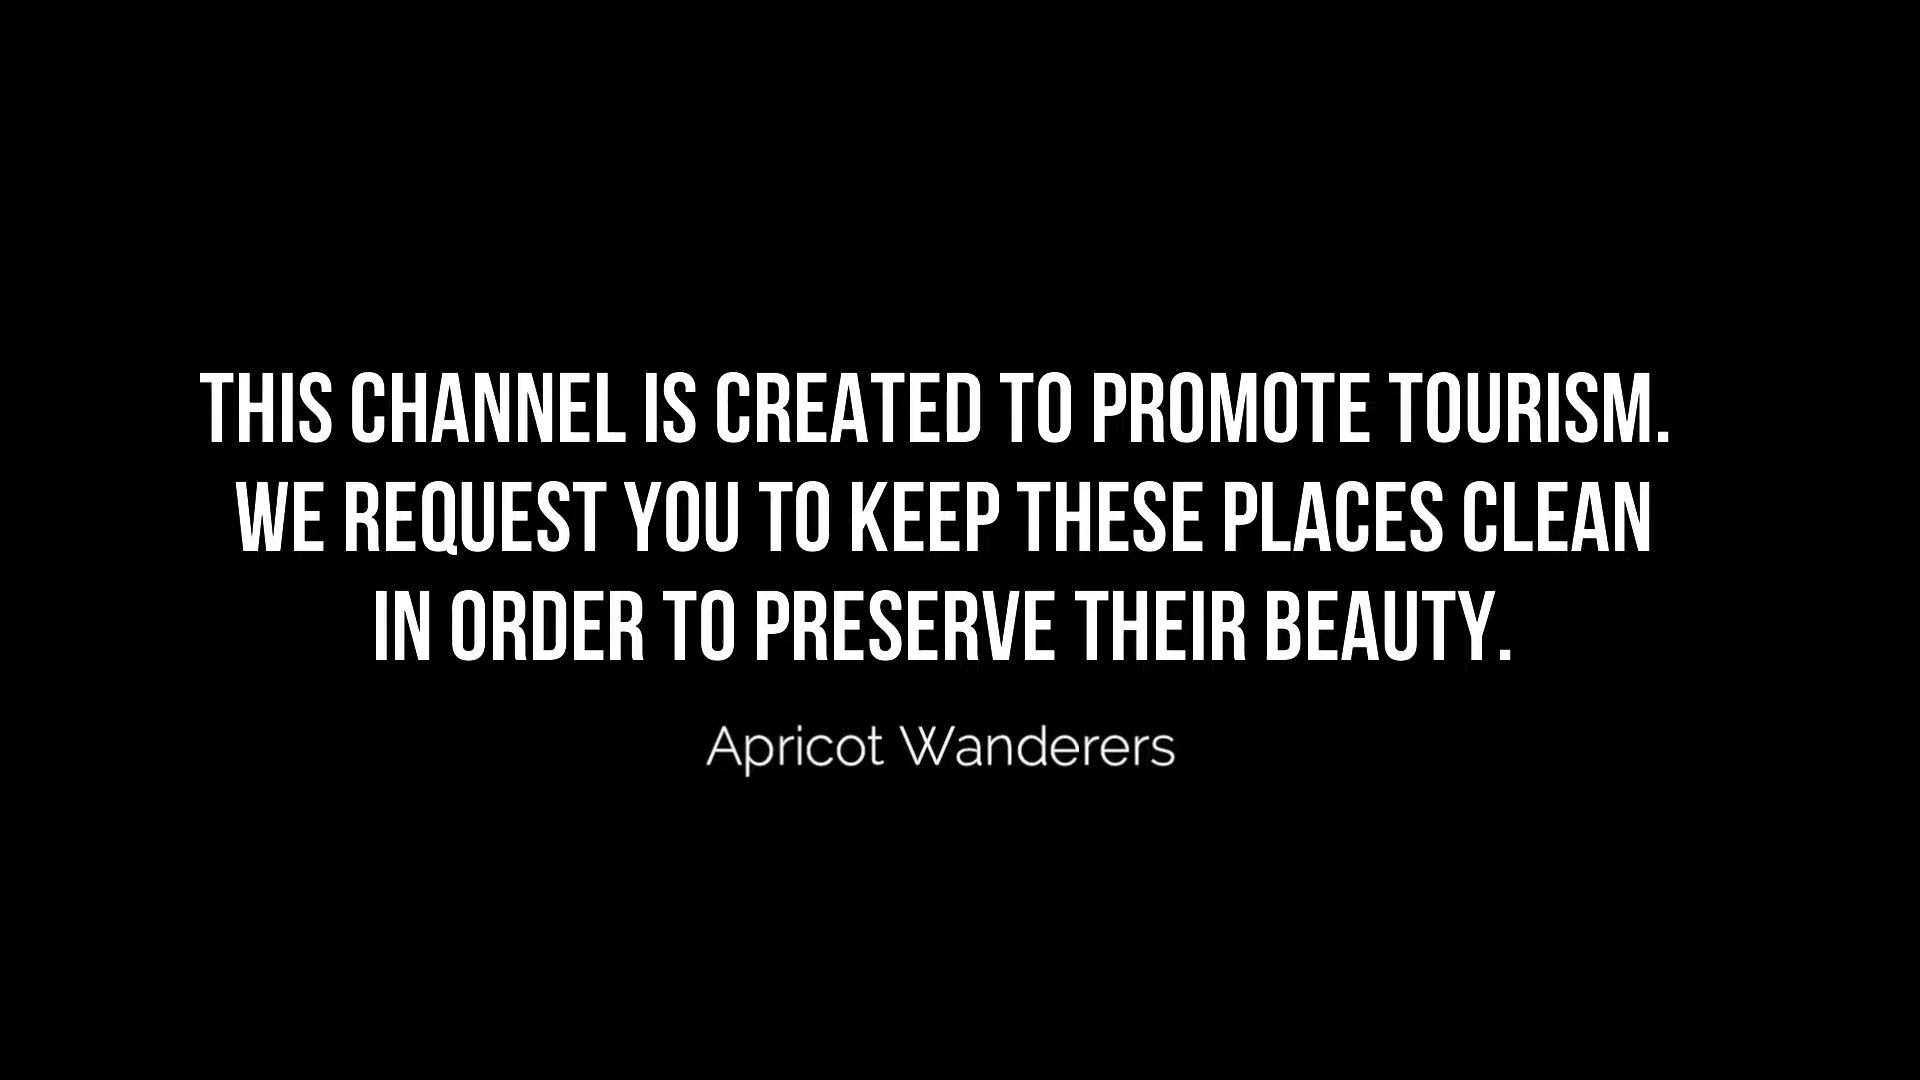 THIS CHANNEL IS CREATED TO PROMOTE TOURISM.
WE REQUEST YOU TO KEEP THESE PLACES CLEAN
IN ORDER TO PRESERVE THEIR BEAUTY.
Apricot Wanderers